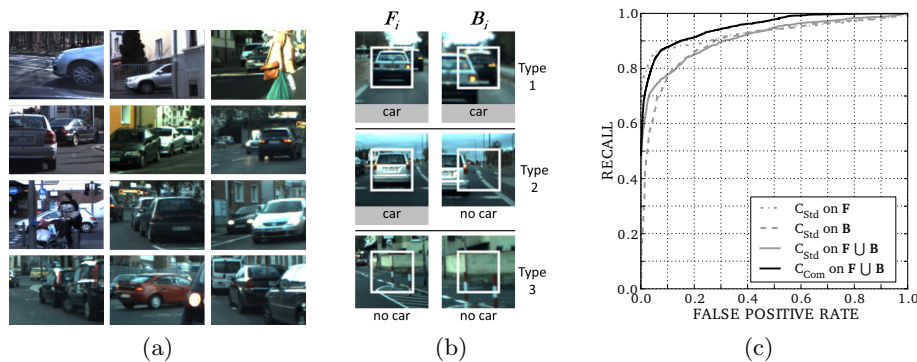 F_i B_i
car car
Type 1
car no car
Type 2
no car no car
Type 3
1.0
0.8
0.6
0.4
0.2
0.0
RECALL
C_Std on F
C_Std on B
C_Std on F ∪ B
C_Com on F ∪ B
0.0 0.2 0.4 0.6 0.8 1.0
FALSE POSITIVE RATE
(a) (b) (c)